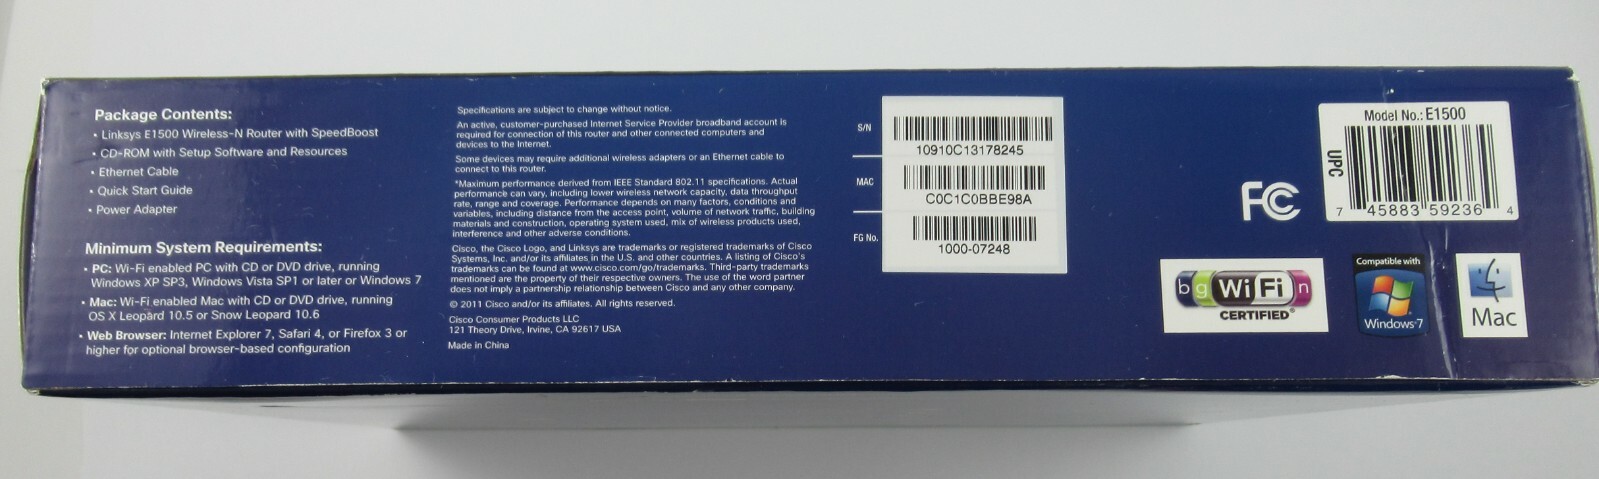 Package Contents:
• Linksys E1500 Wireless-N Router with SpeedBoost
• CD-ROM with Setup Software and Resources
• Ethernet Cable
• Quick Start Guide
• Power Adapter
Minimum System Requirements:
• PC: Wi-Fi enabled PC with CD or DVD drive, running
Windows XP SP3, Windows Vista SP1 or later or Windows 7
• Mac: Wi-Fi enabled Mac with CD or DVD drive, running
OS X Leopard 10.5 or Snow Leopard 10.6
• Web Browser: Internet Explorer 7, Safari 4, or Firefox 3 or
higher for optional browser-based configuration
Specifications are subject to change without notice.
An active, customer-purchased Internet Service Provider broadband account is
required for connection of this router and other connected computers and
devices to the Internet.
Some devices may require additional wireless adapters or an Ethernet cable to
connect to this router.
*Maximum performance derived from IEEE Standard 802.11 specifications. Actual
performance can vary, including lower wireless network capacity, data throughput
rate, range and coverage. Performance depends on many factors, conditions and
variables, including distance from the access point, volume of network traffic, building
materials and construction, operating system used, mix of wireless products used,
interference and other adverse conditions.
Cisco, the Cisco Logo, and Linksys are trademarks or registered trademarks of Cisco
Systems, Inc. and/or its affiliates in the U.S. and other countries. A listing of Cisco's
trademarks can be found at www.cisco.com/go/trademarks. Third-party trademarks
mentioned are the property of their respective owners. The use of the word partner
does not imply a partnership relationship between Cisco and any other company.
© 2011 Cisco and/or its affiliates. All rights reserved.
Cisco Consumer Products LLC
121 Theory Drive, Irvine, CA 92617 USA
Made in China
S/N
10910C13178245
MAC
C0C1C0BBE98A
FG No.
1000-07248
FC
Model No.: E1500
UPC
7 45883 59236 4
b g Wi Fi n
CERTIFIED®
Compatible with
Windows 7
Mac